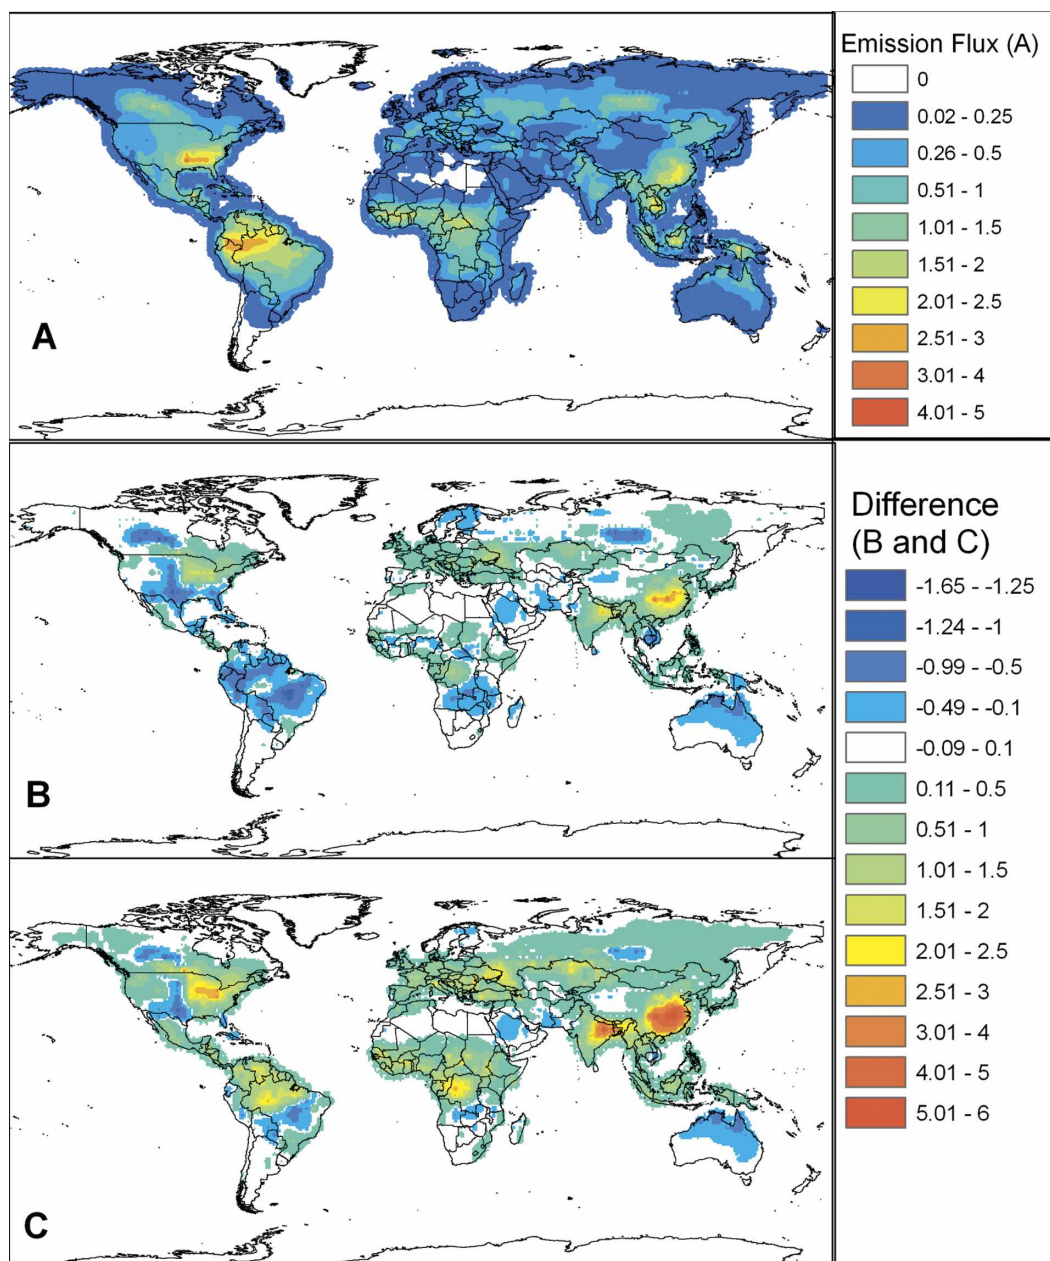 Emission Flux (A)
0
0.02 - 0.25
0.26 - 0.5
0.51 - 1
1.01 - 1.5
1.51 - 2
2.01 - 2.5
2.51 - 3
3.01 - 4
4.01 - 5
A
Difference
(B and C)
-1.65 - -1.25
-1.24 - -1
-0.99 - -0.5
-0.49 - -0.1
-0.09 - 0.1
0.11 - 0.5
0.51 - 1
1.01 - 1.5
1.51 - 2
2.01 - 2.5
2.51 - 3
3.01 - 4
4.01 - 5
5.01 - 6
B
C